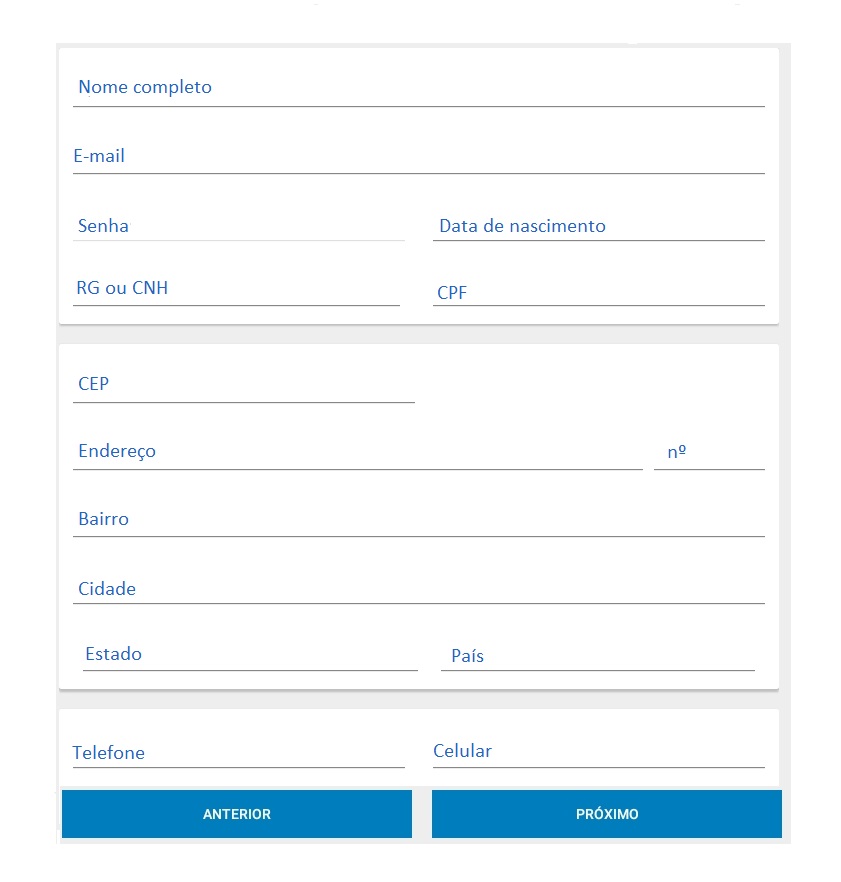 Nome completo
E-mail
Senha
Data de nascimento
RG ou CNH
CPF
CEP
Endereço
nº
Bairro
Cidade
Estado
País
Telefone
Celular
ANTERIOR
PRÓXIMO